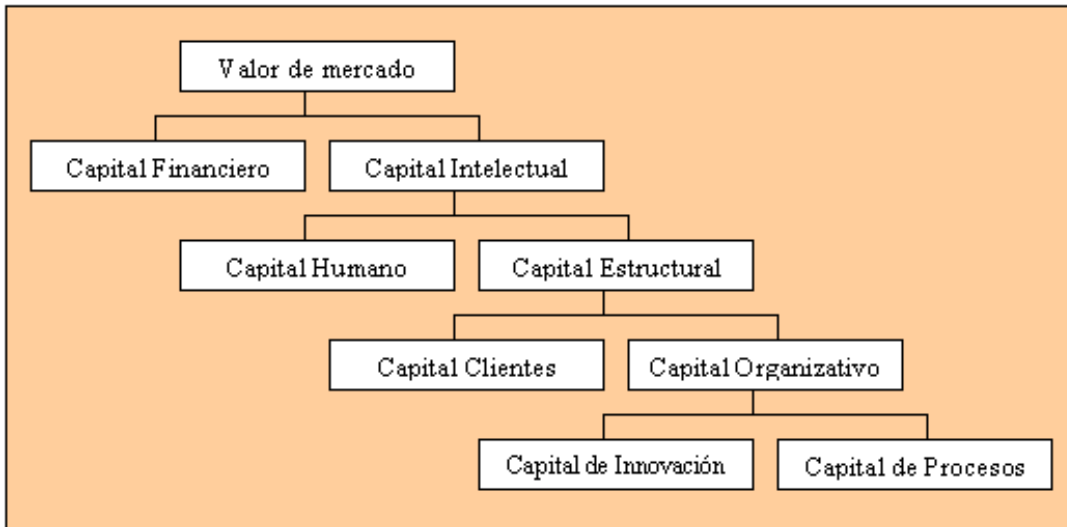 Valor de mercado
Capital Financiero
Capital Intelectual
Capital Humano
Capital Estructural
Capital Clientes
Capital Organizativo
Capital de Innovación
Capital de Procesos